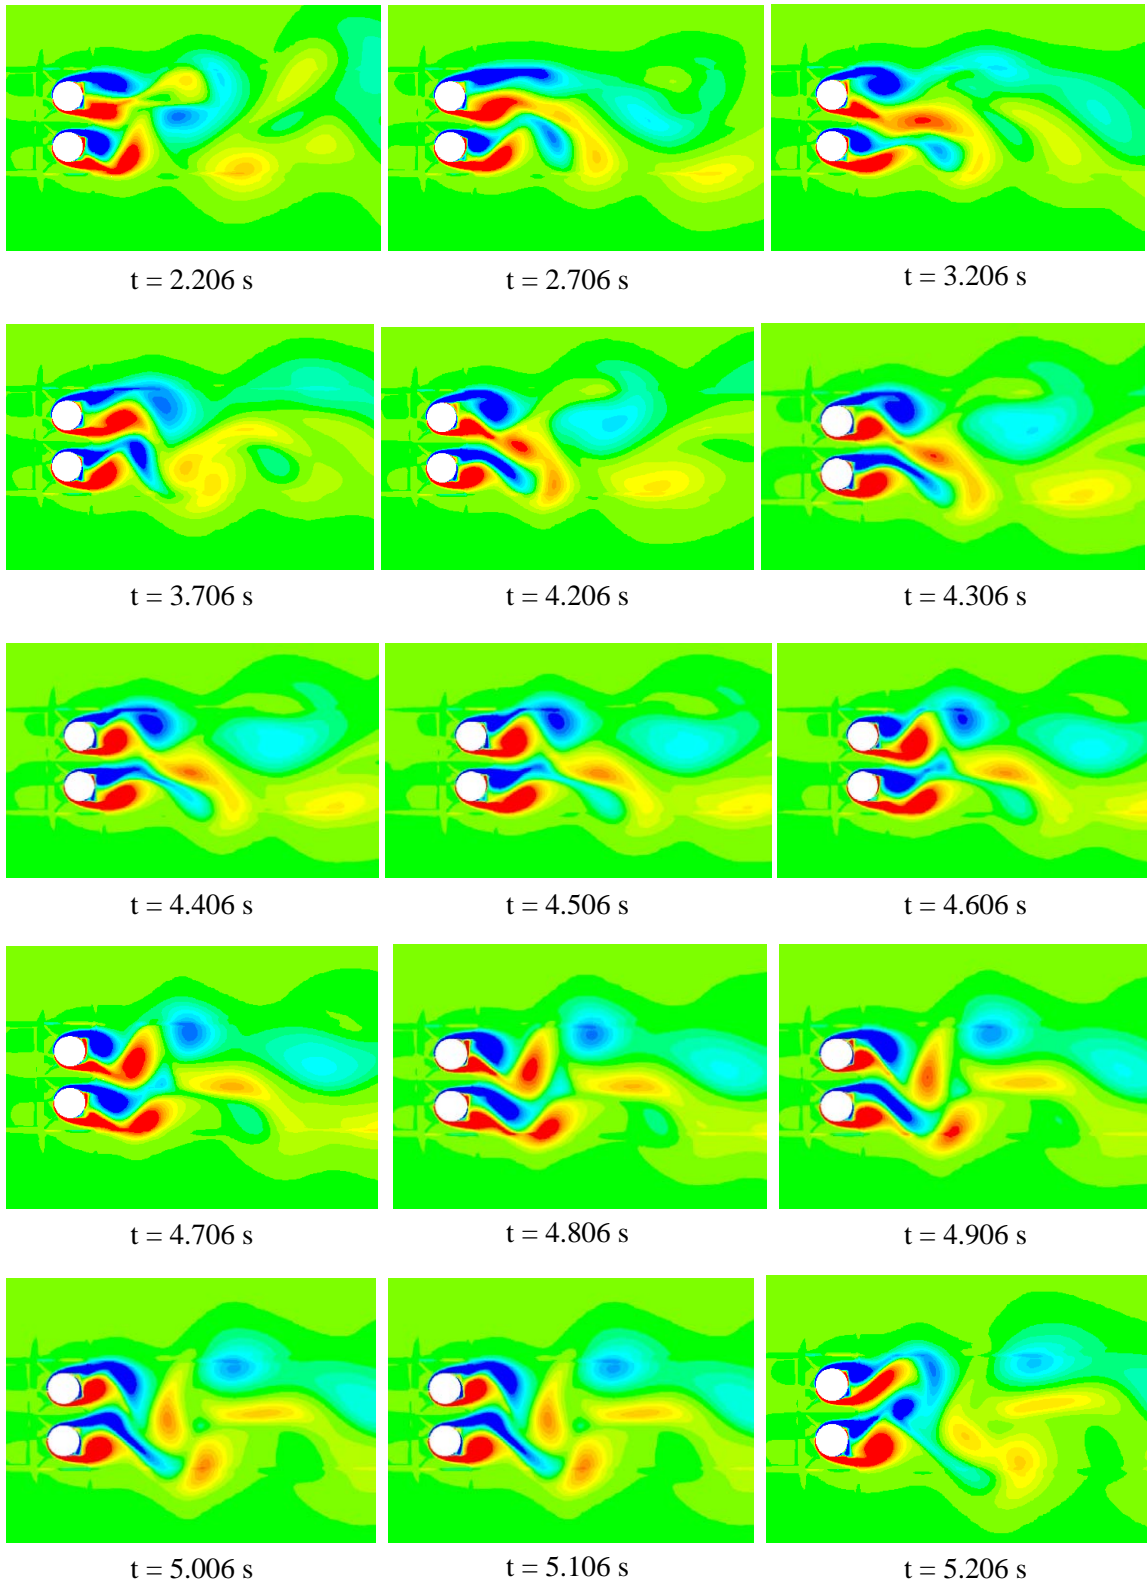 t = 2.206 s
t = 2.706 s
t = 3.206 s
t = 3.706 s
t = 4.206 s
t = 4.306 s
t = 4.406 s
t = 4.506 s
t = 4.606 s
t = 4.706 s
t = 4.806 s
t = 4.906 s
t = 5.006 s
t = 5.106 s
t = 5.206 s